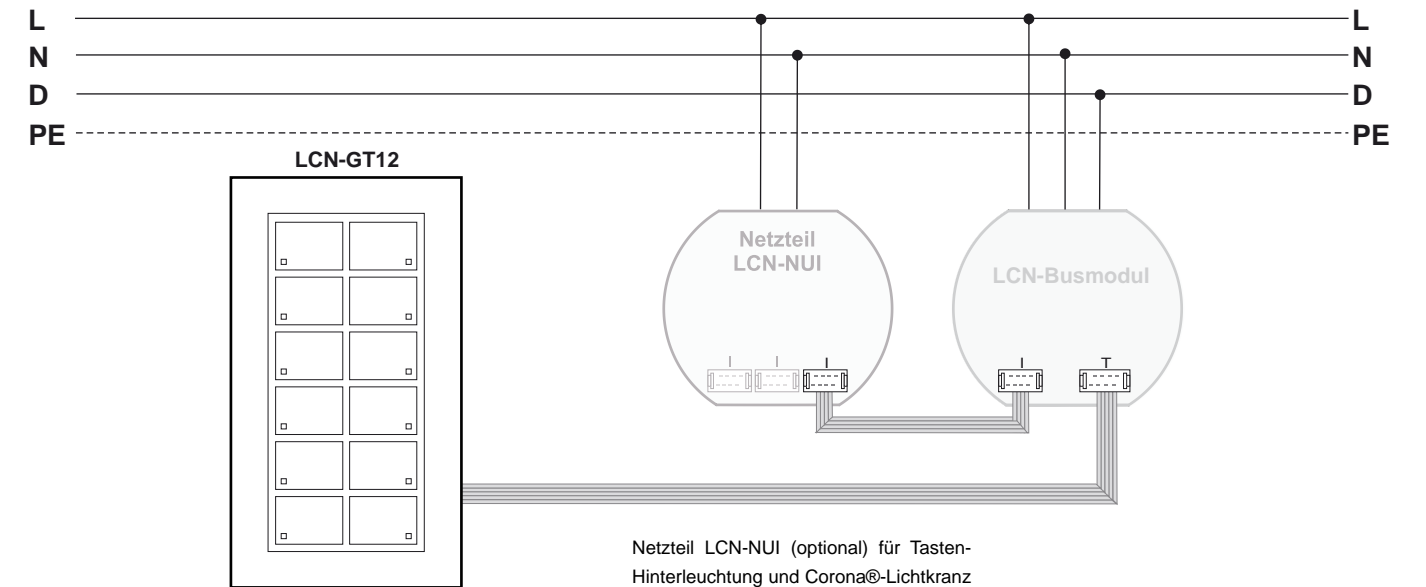 L L
N N
D D
PE PE
LCN-GT12
Netzteil
LCN-NUI
LCN-Busmodul
I I I I T
Netzteil LCN-NUI (optional) für Tasten-
Hinterleuchtung und Corona®-Lichtkranz